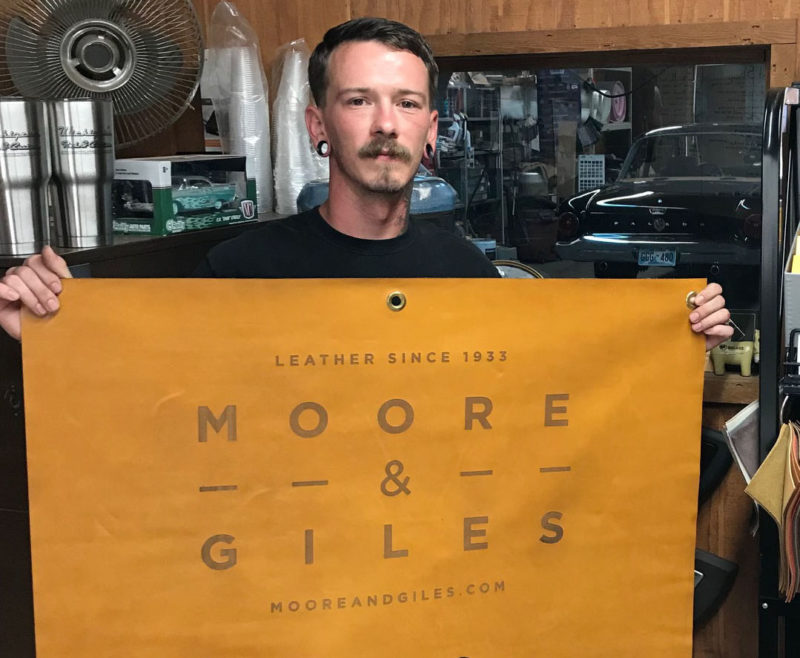 LEATHER SINCE 1933
MOORE
&
GILES
MOOREANDGILES.COM